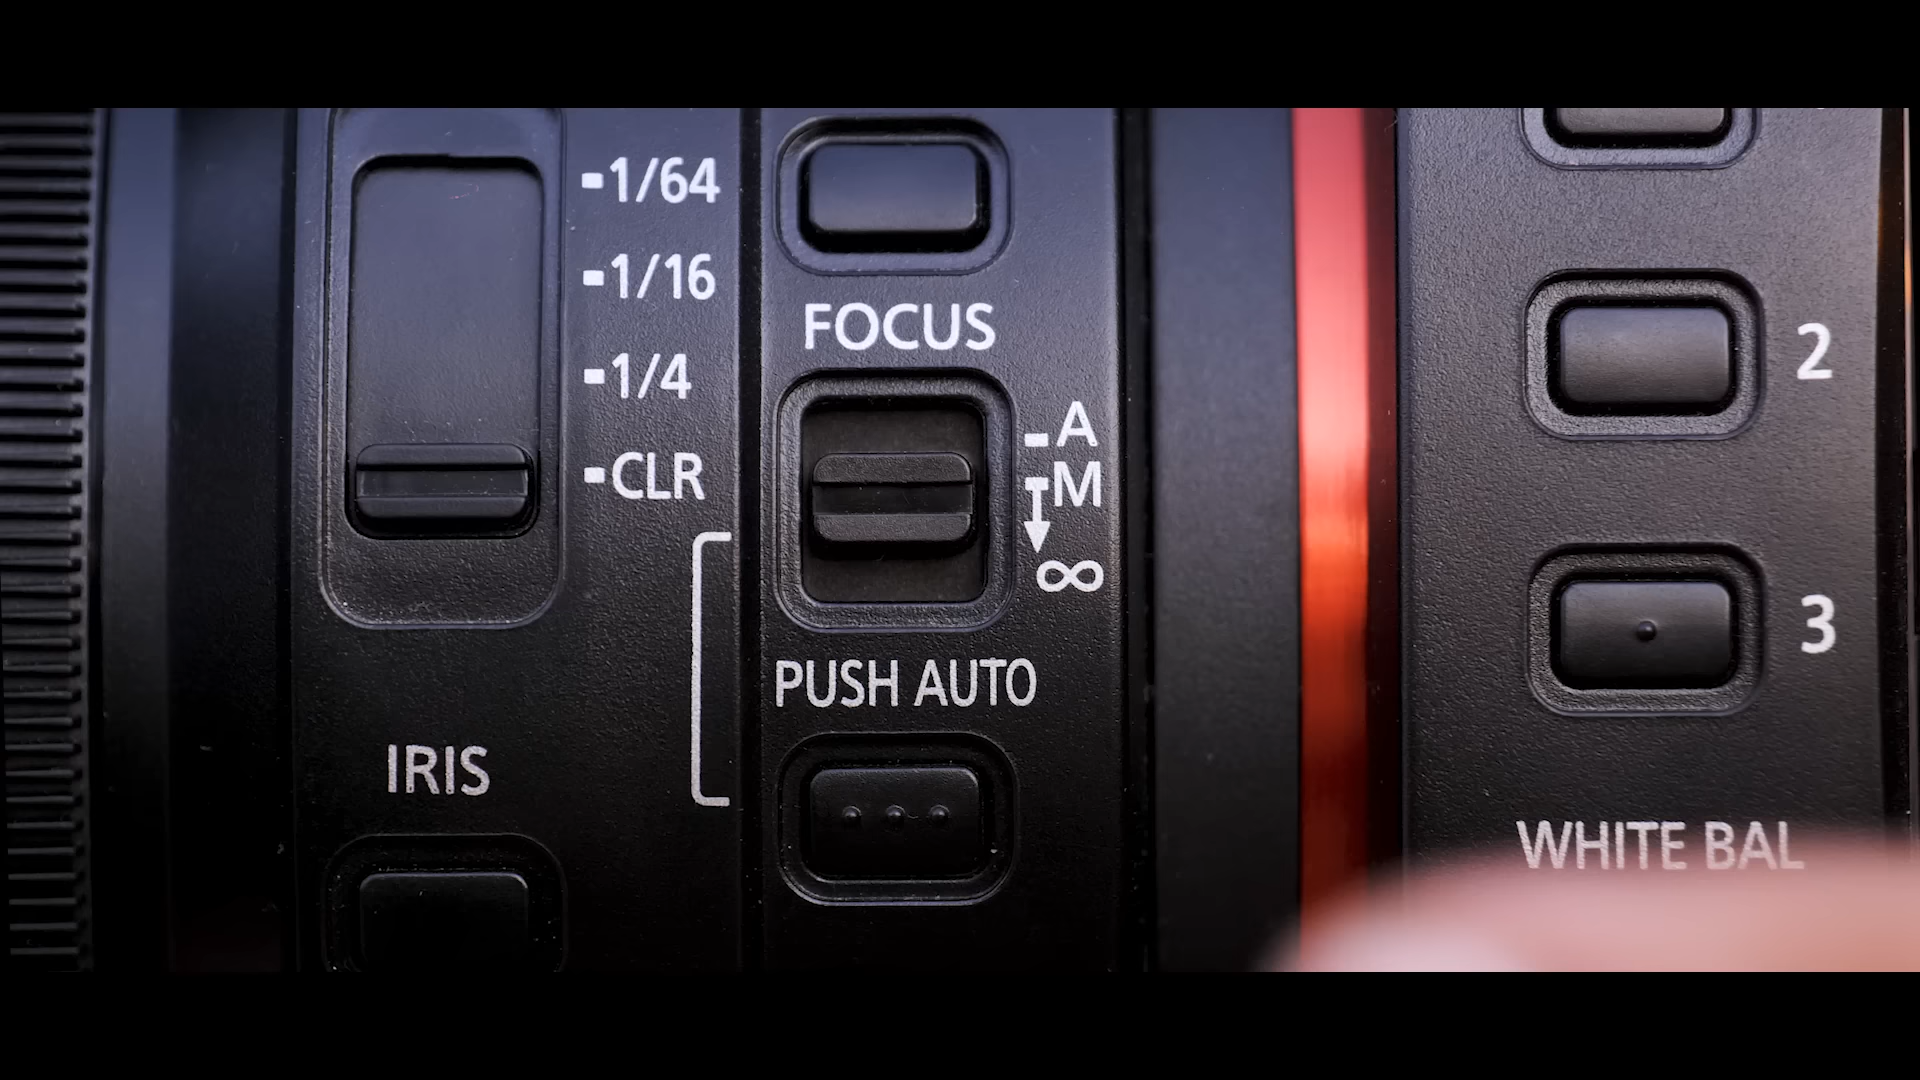 1/64
1/16
1/4
CLR
IRIS
FOCUS
A
M
∞
PUSH AUTO
2
3
WHITE BAL